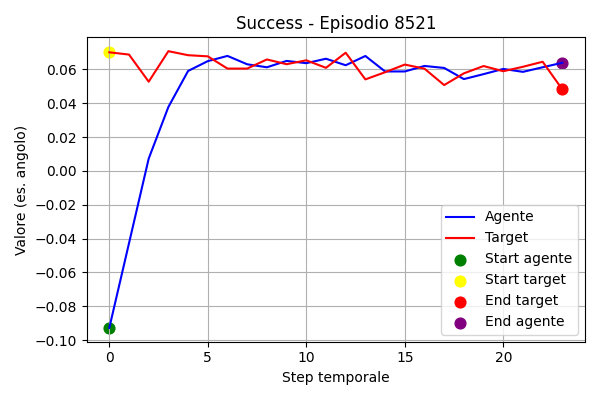 Success - Episodio 8521
Valore (es. angolo)
0.06
0.04
0.02
0.00
−0.02
−0.04
−0.06
−0.08
−0.10
0
5
10
15
20
Step temporale
Agente
Target
Start agente
Start target
End target
End agente